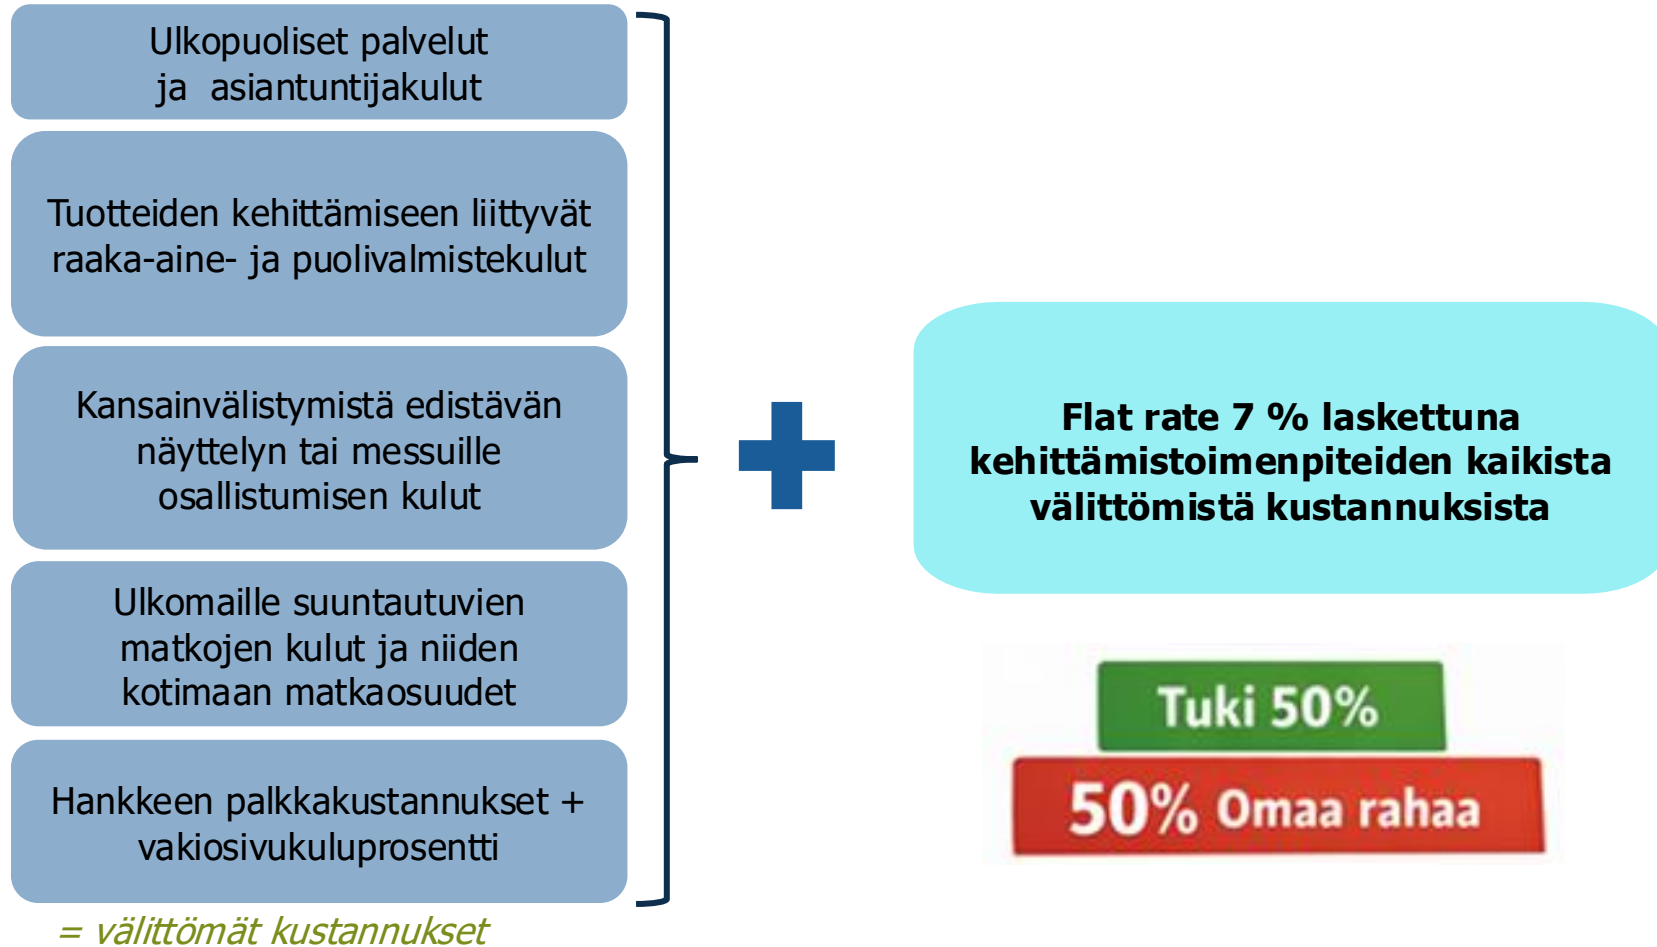 Ulkopuoliset palvelut
ja asiantuntijakulut
Tuotteiden kehittämiseen liittyvät
raaka-aine- ja puolivalmistekulut
Kansainvälistymistä edistävän
näyttelyn tai messuille
osallistumisen kulut
Ulkomaille suuntautuvien
matkojen kulut ja niiden
kotimaan matkaosuudet
Hankkeen palkkakustannukset +
vakiosivukuluprosentti
= välittömät kustannukset
Flat rate 7 % laskettuna
kehittämistoimenpiteiden kaikista
välittömistä kustannuksista
Tuki 50%
50% Omaa rahaa